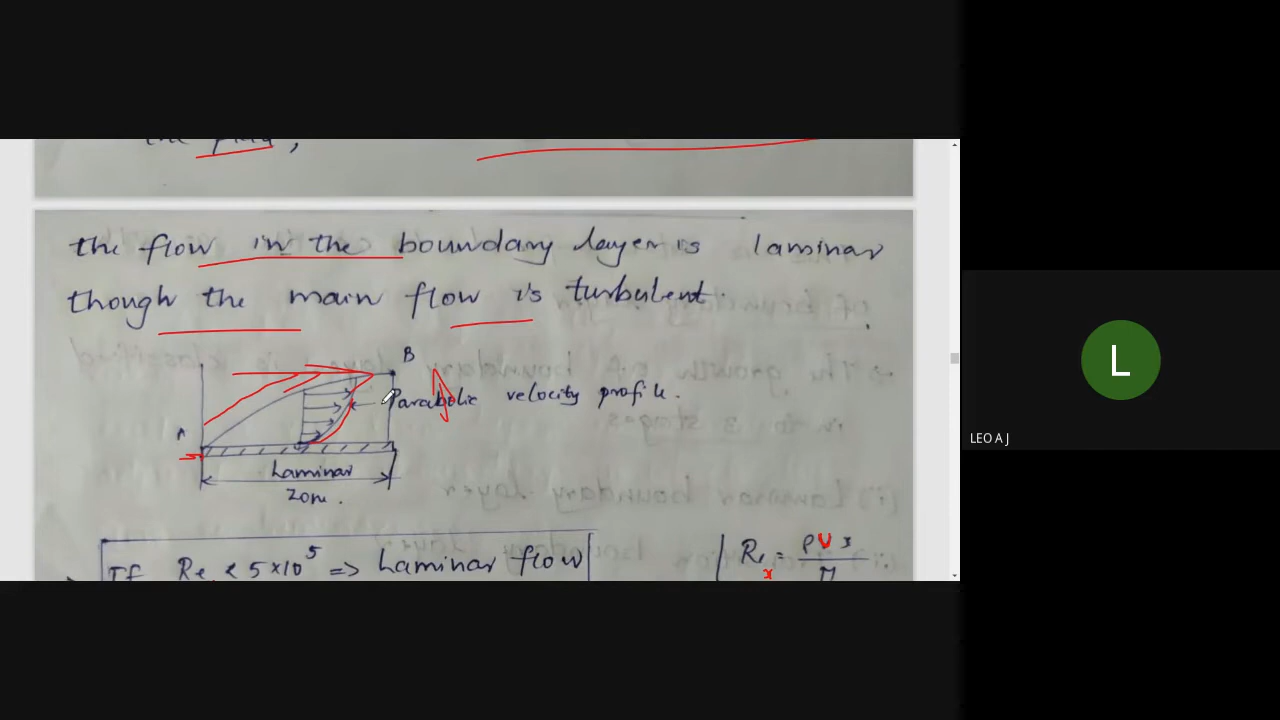 the flow in the boundary layer is laminar
though the main flow is turbulent.
B
A
Parabolic velocity profile.
Laminar
zone.
If Re < 5×10^5 => Laminar flow
LEO A J
L